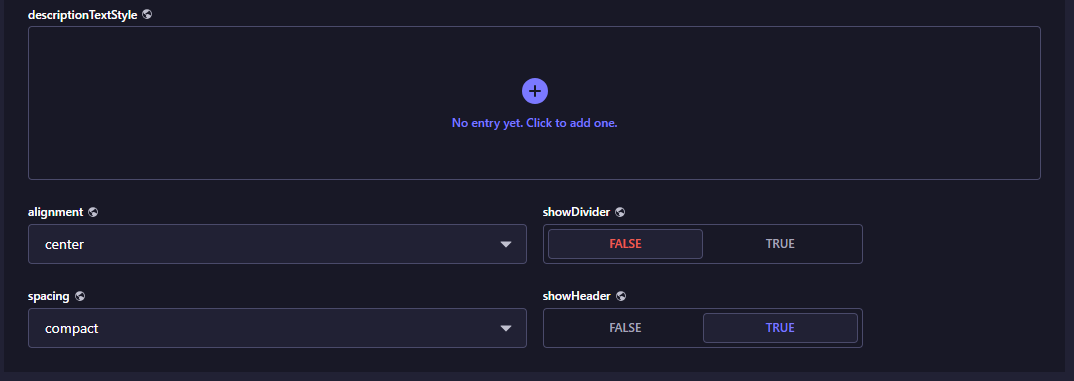 descriptionTextStyle
No entry yet. Click to add one.
alignment
showDivider
center
FALSE
TRUE
spacing
showHeader
compact
FALSE
TRUE